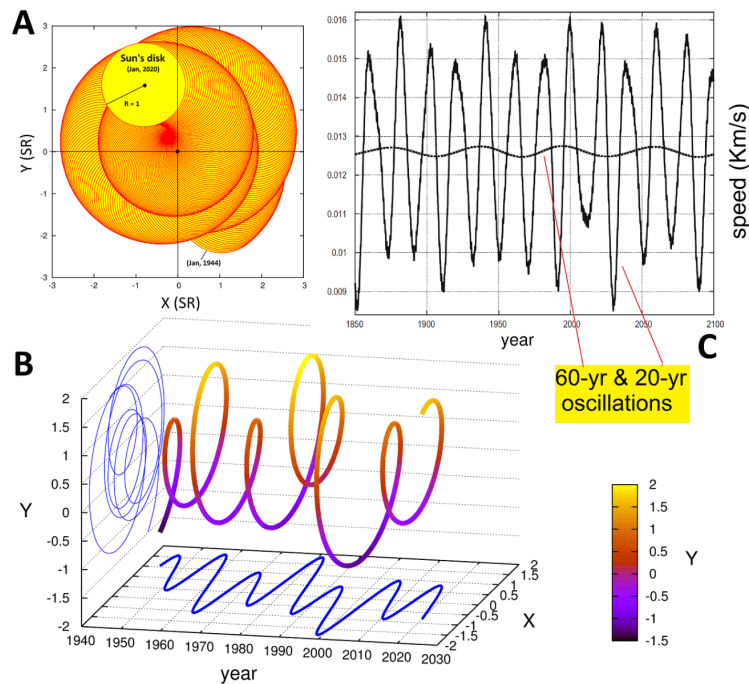 A
Sun's disk
(Jan, 2020)
R = 1
(Jan, 1944)
3
2
1
0
-1
-2
-3
-3 -2 -1 0 1 2 3
Y (SR)
X (SR)
0.016
0.015
0.014
0.013
0.012
0.011
0.01
0.009
1850 1900 1950 2000 2050 2100
year
speed (Km/s)
C
60-yr & 20-yr
oscillations
B
2
1.5
1
0.5
0
-0.5
-1
-1.5
-2
Y
1940 1950 1960 1970 1980 1990 2000 2010 2020 2030
year
2
1.5
1
0.5
0
-0.5
-1
-1.5
-2
X
2
1.5
1
0.5
0
-0.5
-1
-1.5
Y